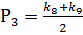 P₃ = (k₈ + k₉)/2